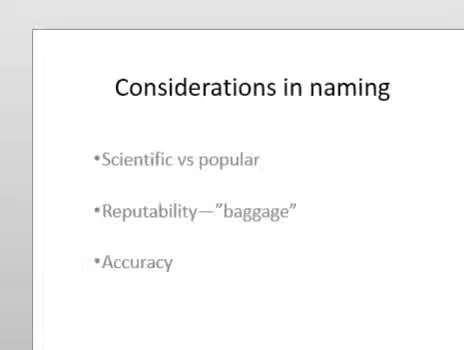 Considerations in naming
•Scientific vs popular
•Reputability—”baggage”
•Accuracy